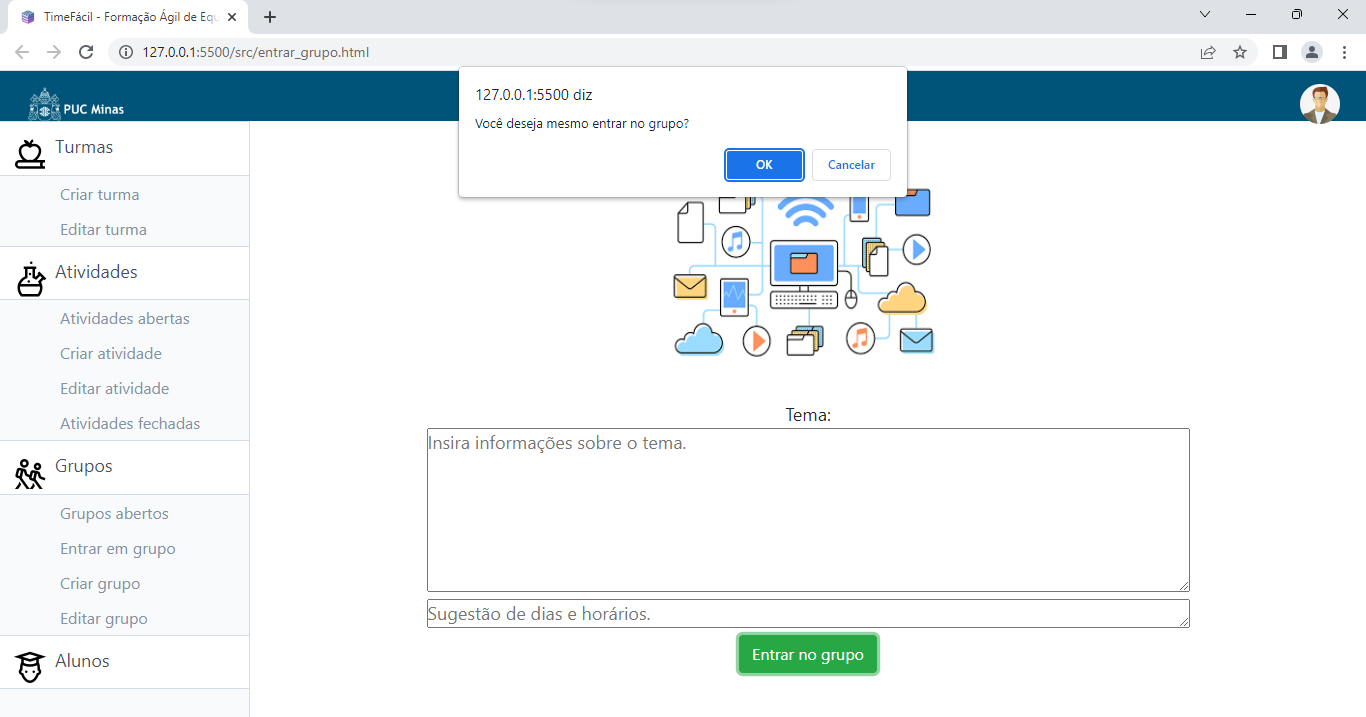 TimeFácil - Formação Ágil de Equ
127.0.0.1:5500/src/entrar_grupo.html
PUC Minas
127.0.0.1:5500 diz
Você deseja mesmo entrar no grupo?
OK
Cancelar
Turmas
Criar turma
Editar turma
Atividades
Atividades abertas
Criar atividade
Editar atividade
Atividades fechadas
Grupos
Grupos abertos
Entrar em grupo
Criar grupo
Editar grupo
Alunos
Tema:
Insira informações sobre o tema.
Sugestão de dias e horários.
Entrar no grupo